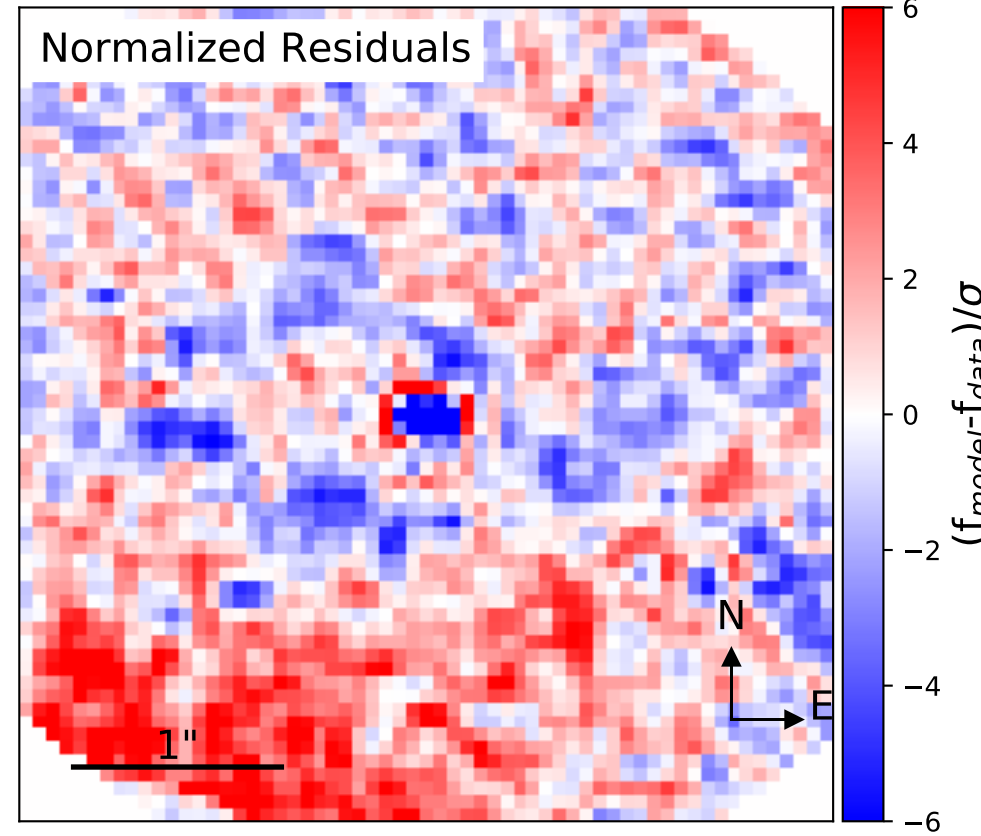 Normalized Residuals
6
4
2
0
−2
−4
−6
(f_model-f_data)/σ
N
E
1"